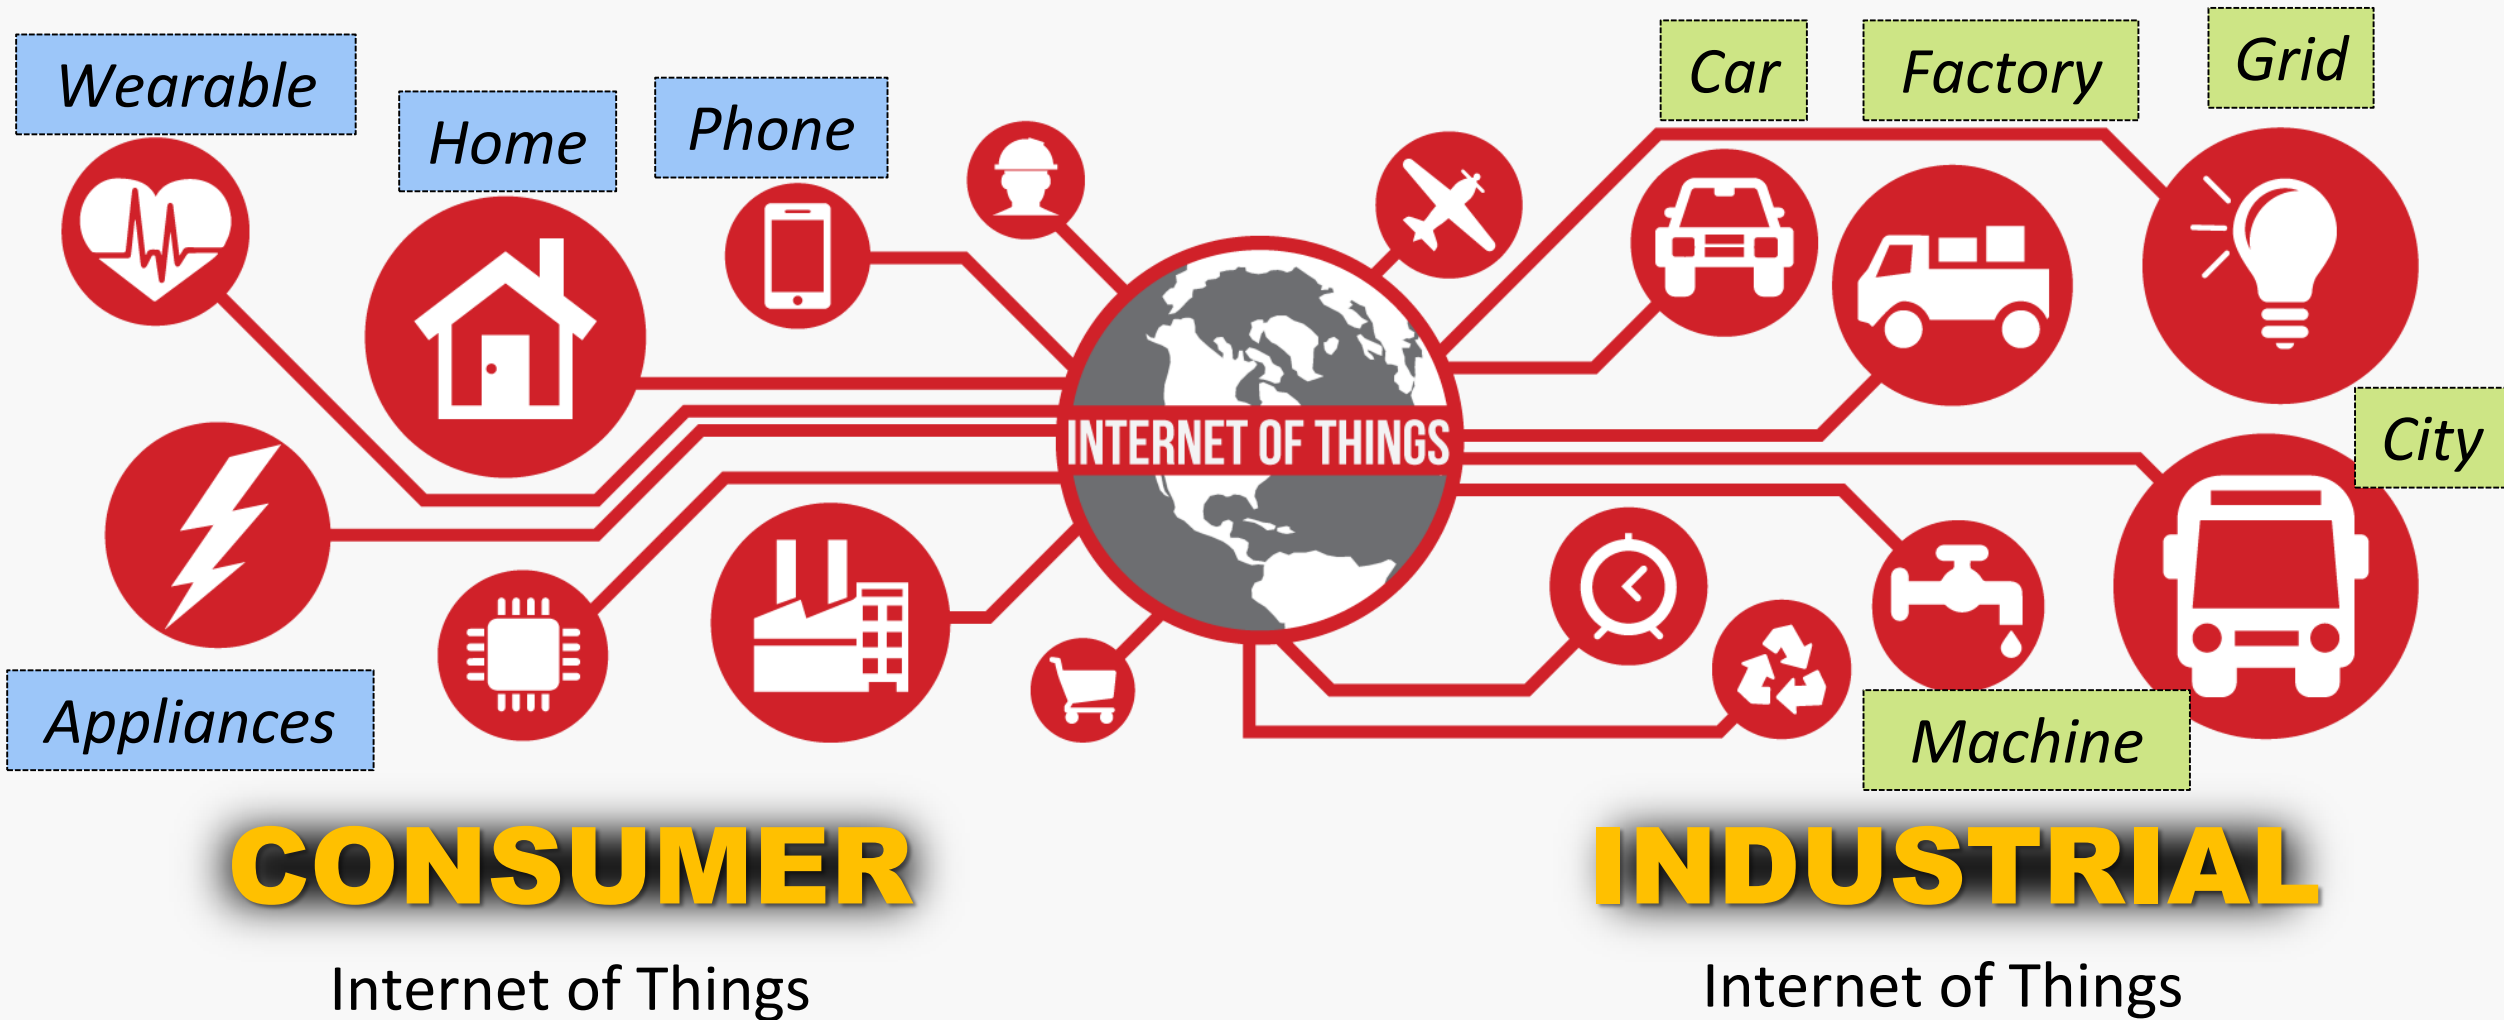 Wearable
Home
Phone
Car
Factory
Grid
City
INTERNET OF THINGS
Appliances
Machine
CONSUMER
Internet of Things
INDUSTRIAL
Internet of Things